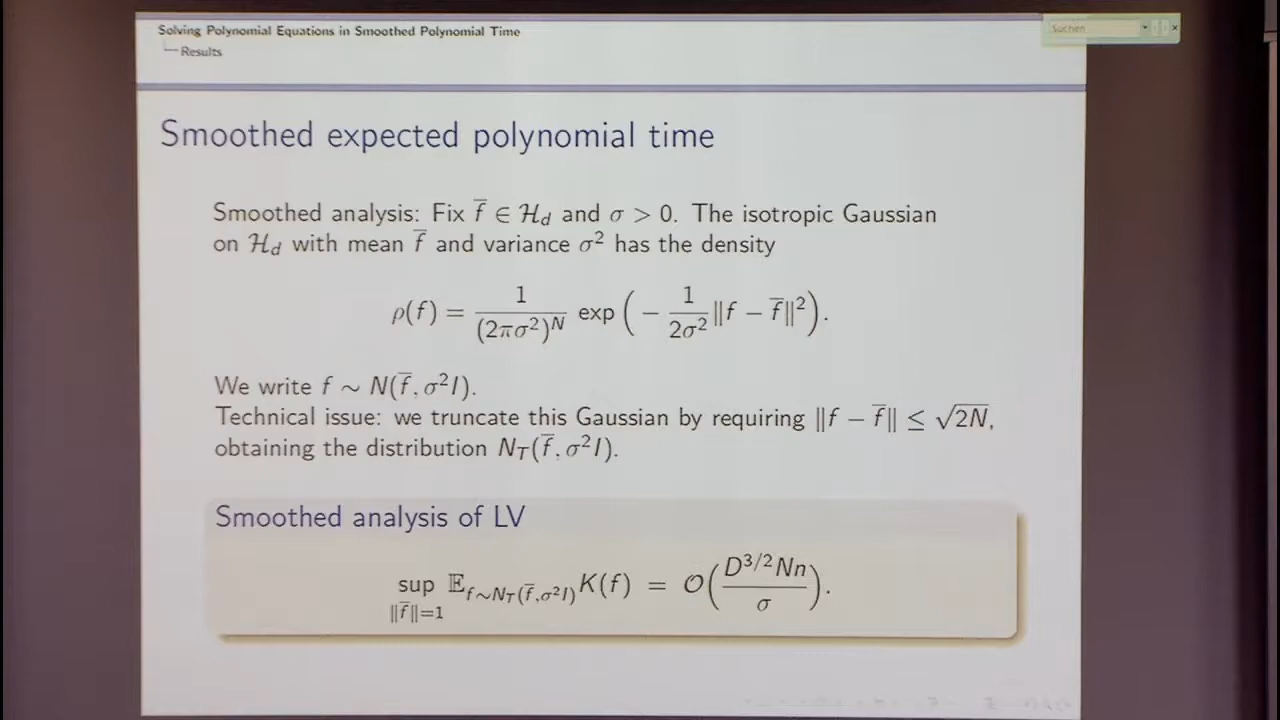 Solving Polynomial Equations in Smoothed Polynomial Time
Results
Suchen
Smoothed expected polynomial time
Smoothed analysis: Fix f̅ ∈ ℋ_d and σ > 0. The isotropic Gaussian
on ℋ_d with mean f̅ and variance σ² has the density
ρ(f) = 1/(2πσ²)^N exp ( − 1/(2σ²) ‖f − f̅‖² ).
We write f ∼ N(f̅, σ²I).
Technical issue: we truncate this Gaussian by requiring ‖f − f̅‖ ≤ √2N,
obtaining the distribution N_T(f̅, σ²I).
Smoothed analysis of LV
sup_{‖f̅‖=1} 𝔼_{f∼N_T(f̅,σ²I)} K(f) = 𝒪( D^{3/2}Nn / σ ).